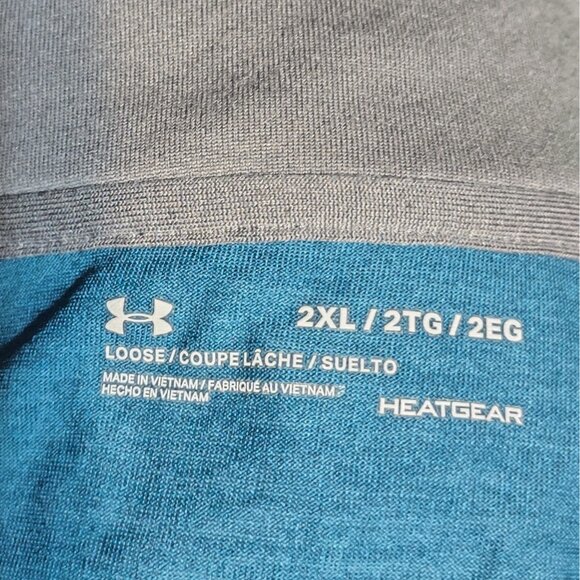 2XL / 2TG / 2EG
LOOSE / COUPE LÂCHE / SUELTO
MADE IN VIETNAM / FABRIQUÉ AU VIETNAM
HECHO EN VIETNAM
HEATGEAR